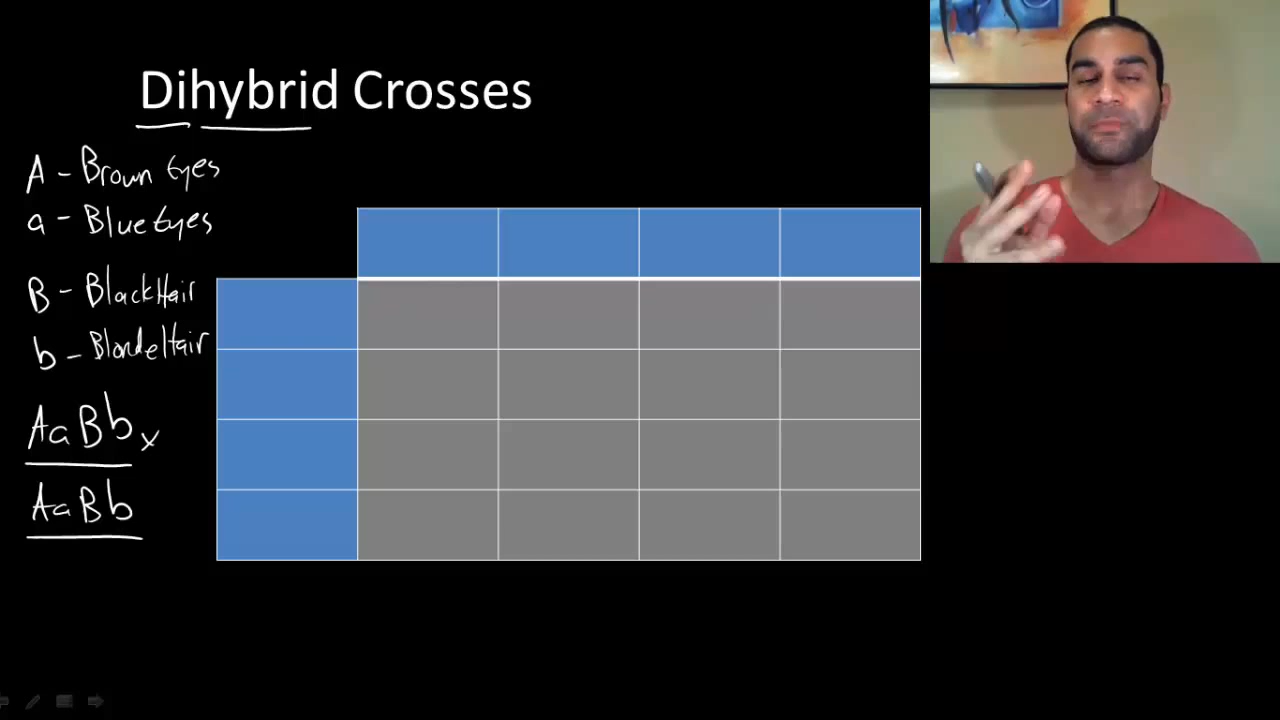 Dihybrid Crosses
A - Brown Eyes
a - Blue Eyes
B - Black Hair
b - Blonde Hair
AaBb x
AaBb